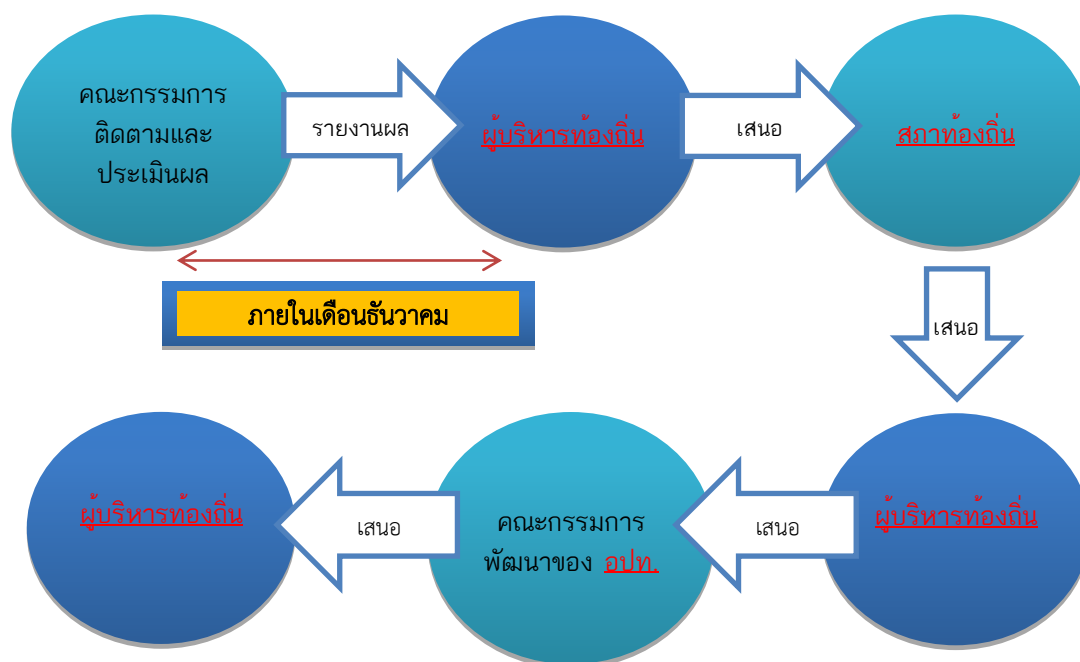 คณะกรรมการ
ติดตามและ
ประเมินผล
รายงานผล
ผู้บริหารท้องถิ่น
เสนอ
สภาท้องถิ่น
ภายในเดือนธันวาคม
เสนอ
ผู้บริหารท้องถิ่น
เสนอ
คณะกรรมการ
พัฒนาของ อปท.
เสนอ
ผู้บริหารท้องถิ่น